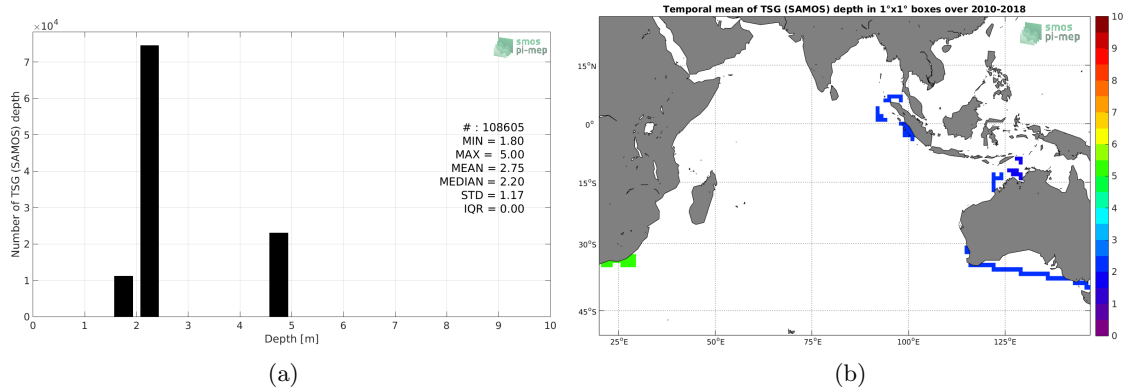 ×10⁴
7
6
5
4
3
2
1
0
Number of TSG (SAMOS) depth
smos
pi-mep
# : 108605
MIN = 1.80
MAX = 5.00
MEAN = 2.75
MEDIAN = 2.20
STD = 1.17
IQR = 0.00
0 1 2 3 4 5 6 7 8 9 10
Depth [m]
(a)
Temporal mean of TSG (SAMOS) depth in 1°x1° boxes over 2010-2018
smos
pi-mep
15°N
0°
15°S
30°S
45°S
25°E 50°E 75°E 100°E 125°E
10
9
8
7
6
5
4
3
2
1
0
(b)